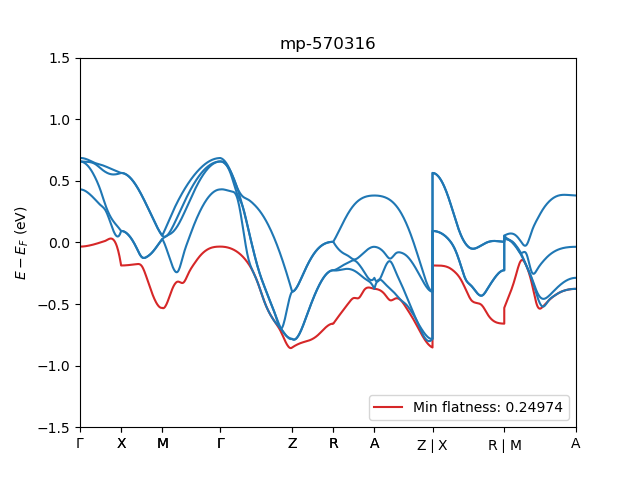 mp-570316
1.5
1.0
0.5
0.0
−0.5
−1.0
−1.5
E − E_F (eV)
Min flatness: 0.24974
Γ X M Γ Z R A Z | X R | M A